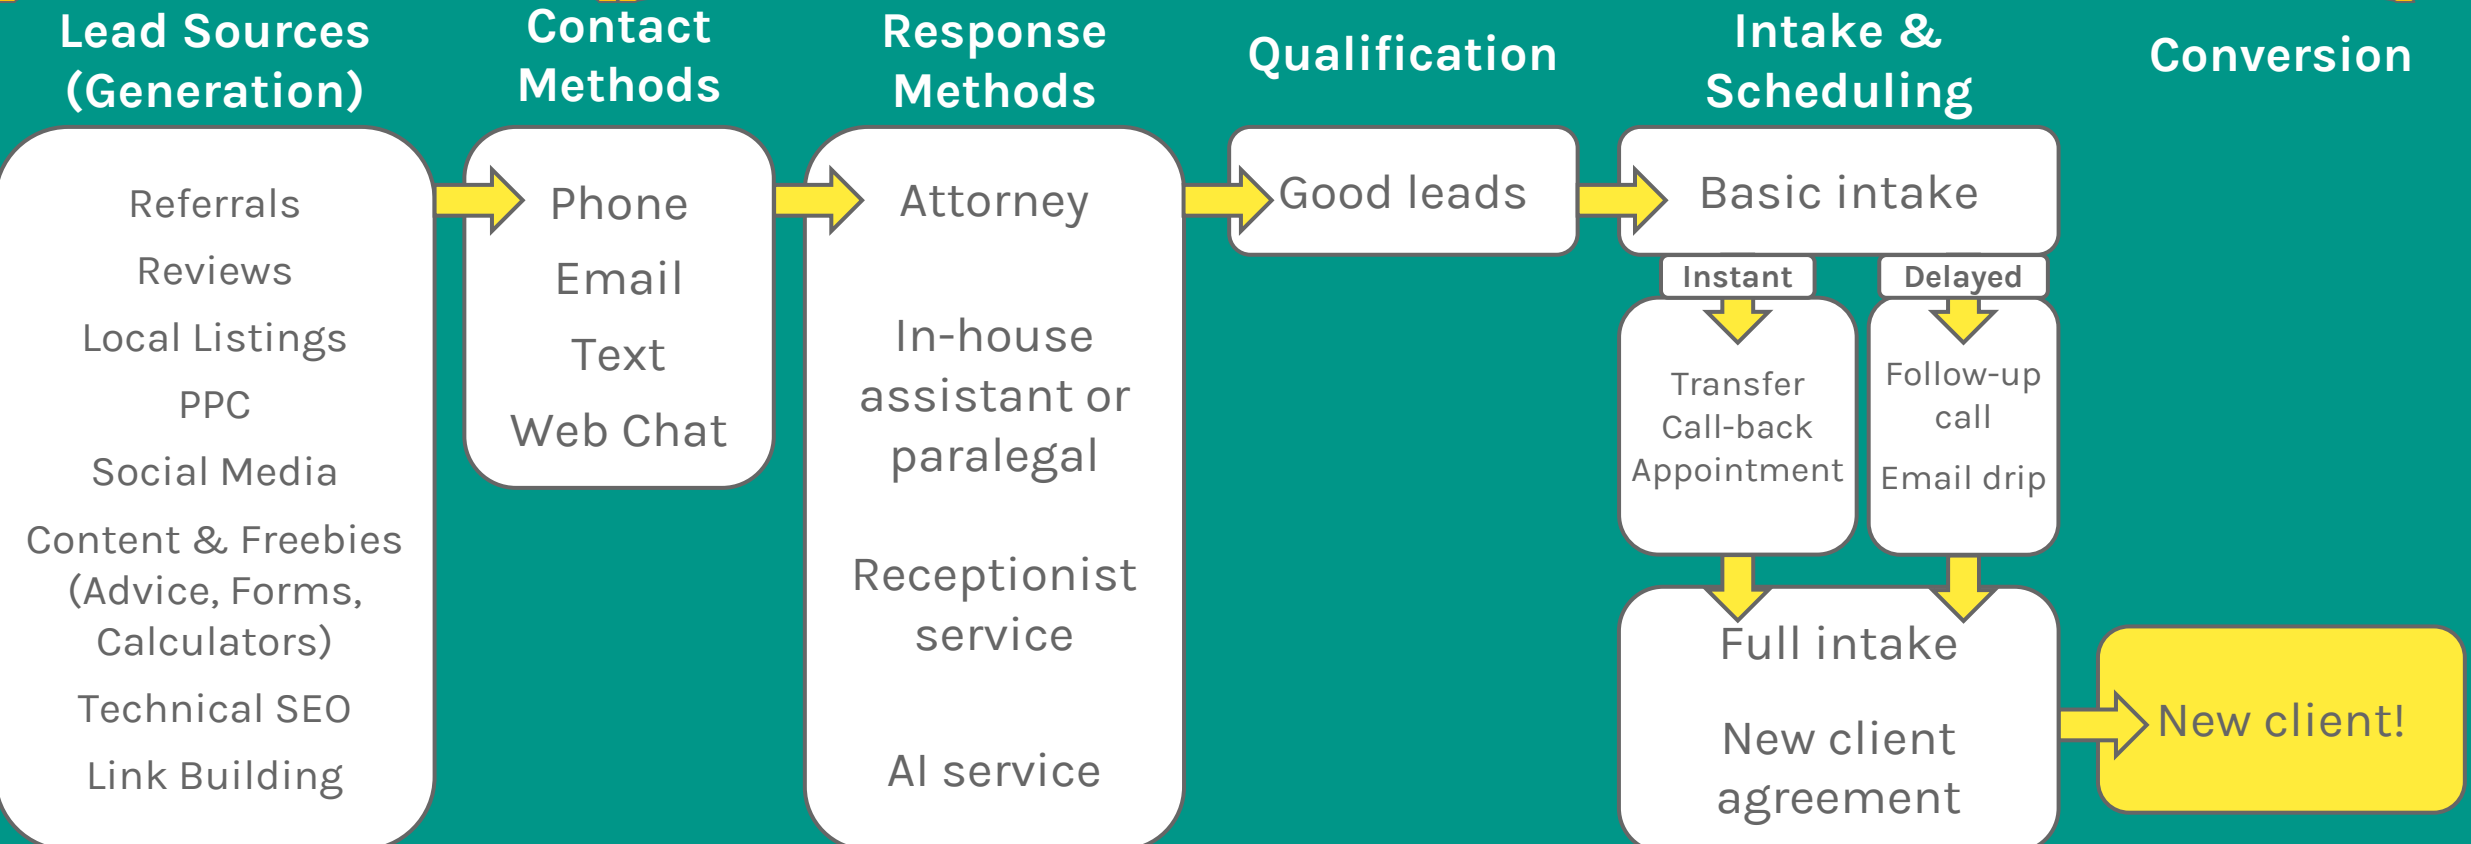 Lead Sources
(Generation)
Referrals
Reviews
Local Listings
PPC
Social Media
Content & Freebies
(Advice, Forms,
Calculators)
Technical SEO
Link Building
Contact
Methods
Phone
Email
Text
Web Chat
Response
Methods
Attorney
In-house
assistant or
paralegal
Receptionist
service
AI service
Qualification
Good leads
Intake &
Scheduling
Basic intake
Instant
Transfer
Call-back
Appointment
Delayed
Follow-up
call
Email drip
Full intake
New client
agreement
Conversion
New client!